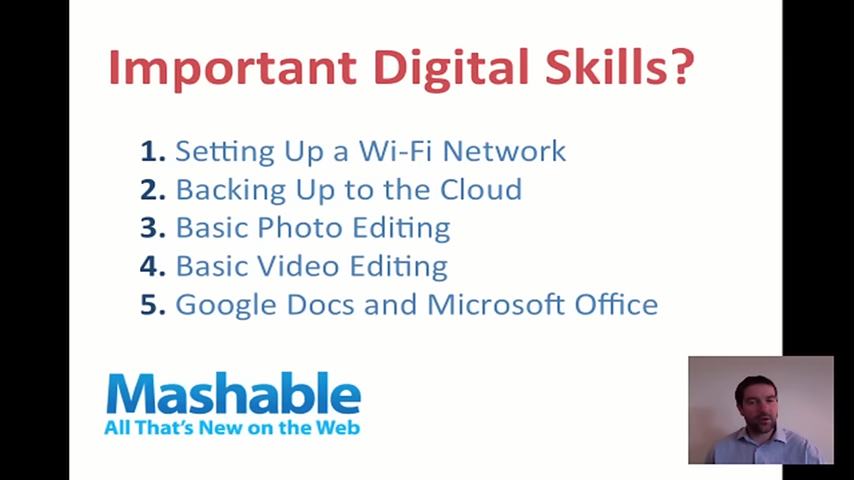 Important Digital Skills?
1. Setting Up a Wi-Fi Network
2. Backing Up to the Cloud
3. Basic Photo Editing
4. Basic Video Editing
5. Google Docs and Microsoft Office
Mashable
All That's New on the Web